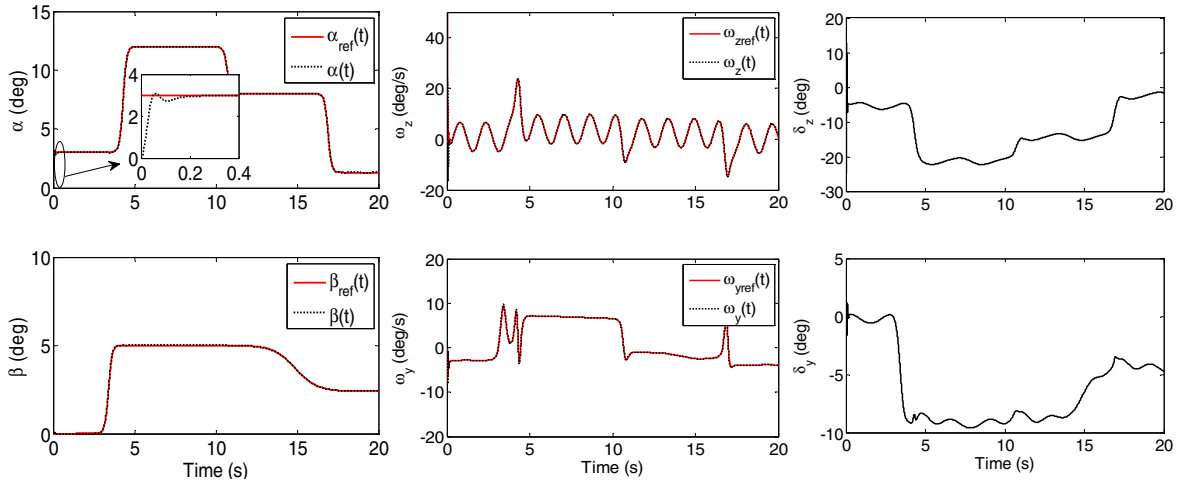 15
10
5
0
α (deg)
α_ref(t)
α(t)
4
2
0
0 0.2 0.4
0 5 10 15 20
40
20
0
-20
ω_z (deg/s)
ω_zref(t)
ω_z(t)
0 5 10 15 20
20
10
0
-10
-20
-30
δ_z (deg)
0 5 10 15 20
10
5
0
β (deg)
β_ref(t)
β(t)
0 5 10 15 20
Time (s)
20
10
0
-10
-20
ω_y (deg/s)
ω_yref(t)
ω_y(t)
0 5 10 15 20
Time (s)
5
0
-5
-10
δ_y (deg)
0 5 10 15 20
Time (s)